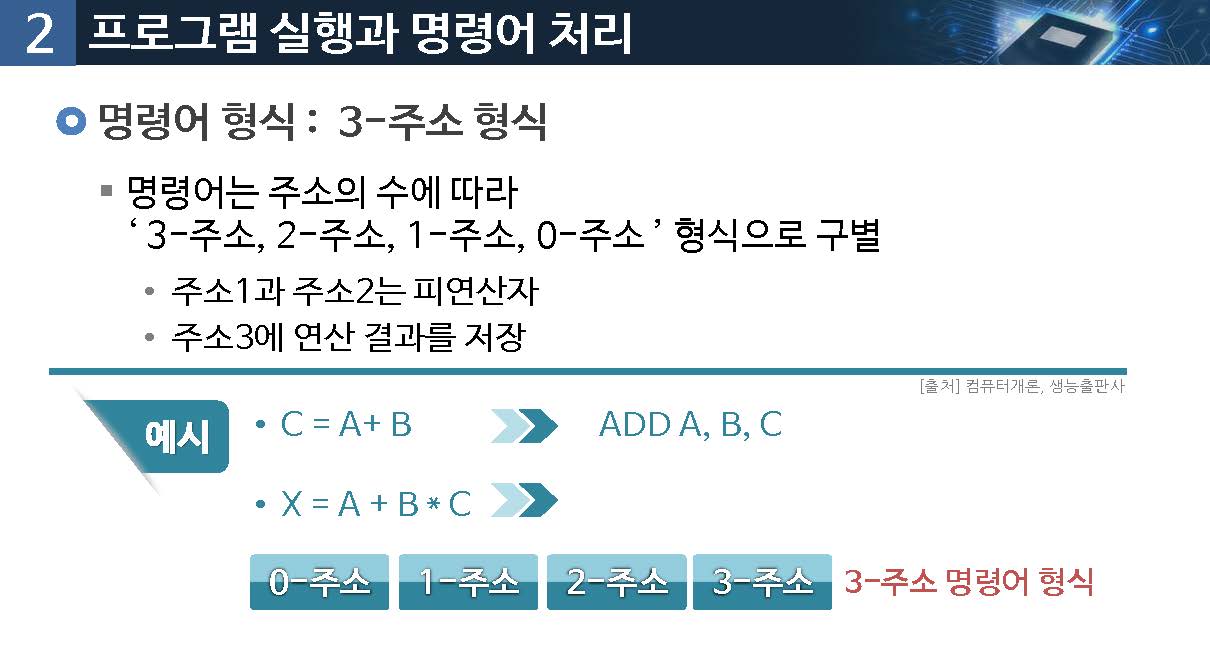 2 프로그램 실행과 명령어 처리
명령어 형식 : 3-주소 형식
명령어는 주소의 수에 따라
‘ 3-주소, 2-주소, 1-주소, 0-주소 ’ 형식으로 구별
• 주소1과 주소2는 피연산자
• 주소3에 연산 결과를 저장
[출처] 컴퓨터개론, 생능출판사
예시
• C = A+ B
ADD A, B, C
• X = A + B * C
0-주소 1-주소 2-주소 3-주소 3-주소 명령어 형식